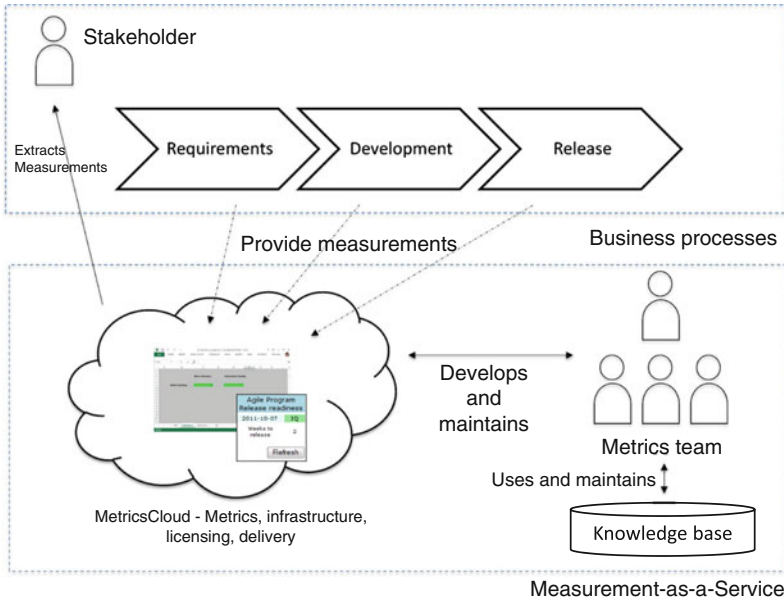 Stakeholder
Extracts
Measurements
Requirements
Development
Release
Provide measurements
Business processes
Agile Program
Release readiness
2011-10-07 IQ
Weeks to
release
2
Refresh
Develops
and
maintains
Metrics team
Uses and maintains
Knowledge base
MetricsCloud - Metrics, infrastructure,
licensing, delivery
Measurement-as-a-Service